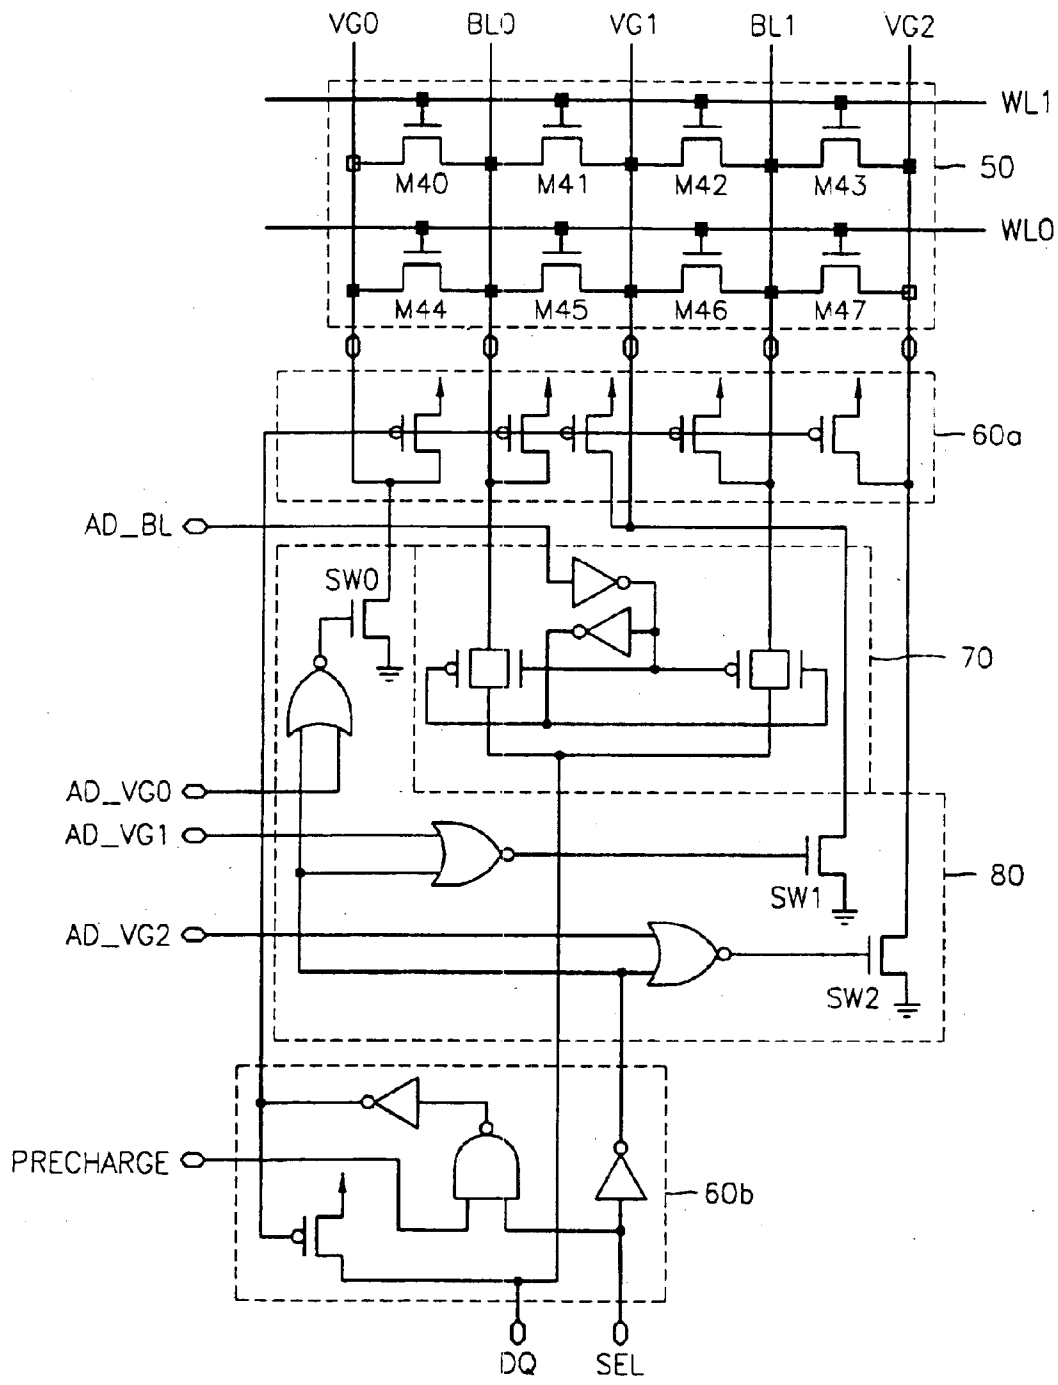 VG0 BL0 VG1 BL1 VG2
WL1
50
M40 M41 M42 M43
WL0
M44 M45 M46 M47
60a
AD_BL
SW0
70
AD_VG0
AD_VG1
SW1
80
AD_VG2
SW2
PRECHARGE
60b
DQ SEL